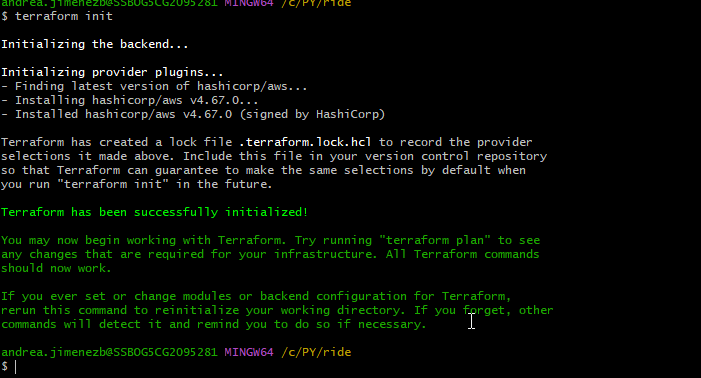 andrea.jimenezb@SSBOG5CG2095281 MINGW64 /c/PY/ride
$ terraform init
Initializing the backend...
Initializing provider plugins...
- Finding latest version of hashicorp/aws...
- Installing hashicorp/aws v4.67.0...
- Installed hashicorp/aws v4.67.0 (signed by HashiCorp)
Terraform has created a lock file .terraform.lock.hcl to record the provider
selections it made above. Include this file in your version control repository
so that Terraform can guarantee to make the same selections by default when
you run "terraform init" in the future.
Terraform has been successfully initialized!
You may now begin working with Terraform. Try running "terraform plan" to see
any changes that are required for your infrastructure. All Terraform commands
should now work.
If you ever set or change modules or backend configuration for Terraform,
rerun this command to reinitialize your working directory. If you forget, other
commands will detect it and remind you to do so if necessary.
andrea.jimenezb@SSBOG5CG2095281 MINGW64 /c/PY/ride
$